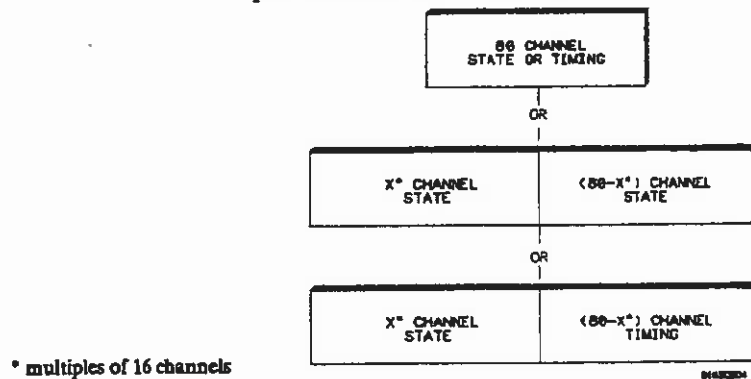 80 CHANNEL
STATE OR TIMING
OR
X* CHANNEL
STATE
(80-X*) CHANNEL
STATE
OR
X* CHANNEL
STATE
(80-X*) CHANNEL
TIMING
* multiples of 16 channels